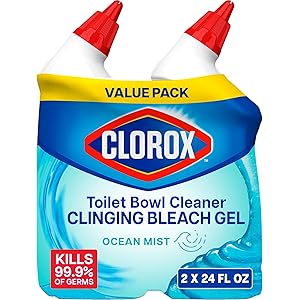 VALUE PACK
CLOROX
Toilet Bowl Cleaner
CLINGING BLEACH GEL
OCEAN MIST
KILLS
99.9%
OF GERMS
2 X 24 FL OZ